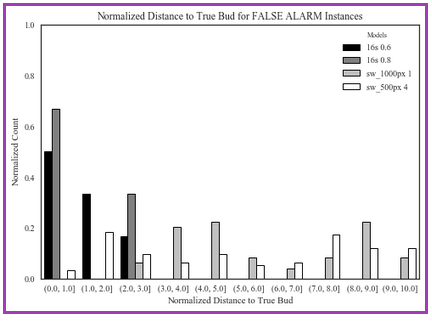 Normalized Distance to True Bud for FALSE ALARM Instances
Models
16s 0.6
16s 0.8
sw_1000px 1
sw_500px 4
Normalized Count
1.0
0.8
0.6
0.4
0.2
0.0
(0.0, 1.0] (1.0, 2.0] (2.0, 3.0] (3.0, 4.0] (4.0, 5.0] (5.0, 6.0] (6.0, 7.0] (7.0, 8.0] (8.0, 9.0] (9.0, 10.0]
Normalized Distance to True Bud